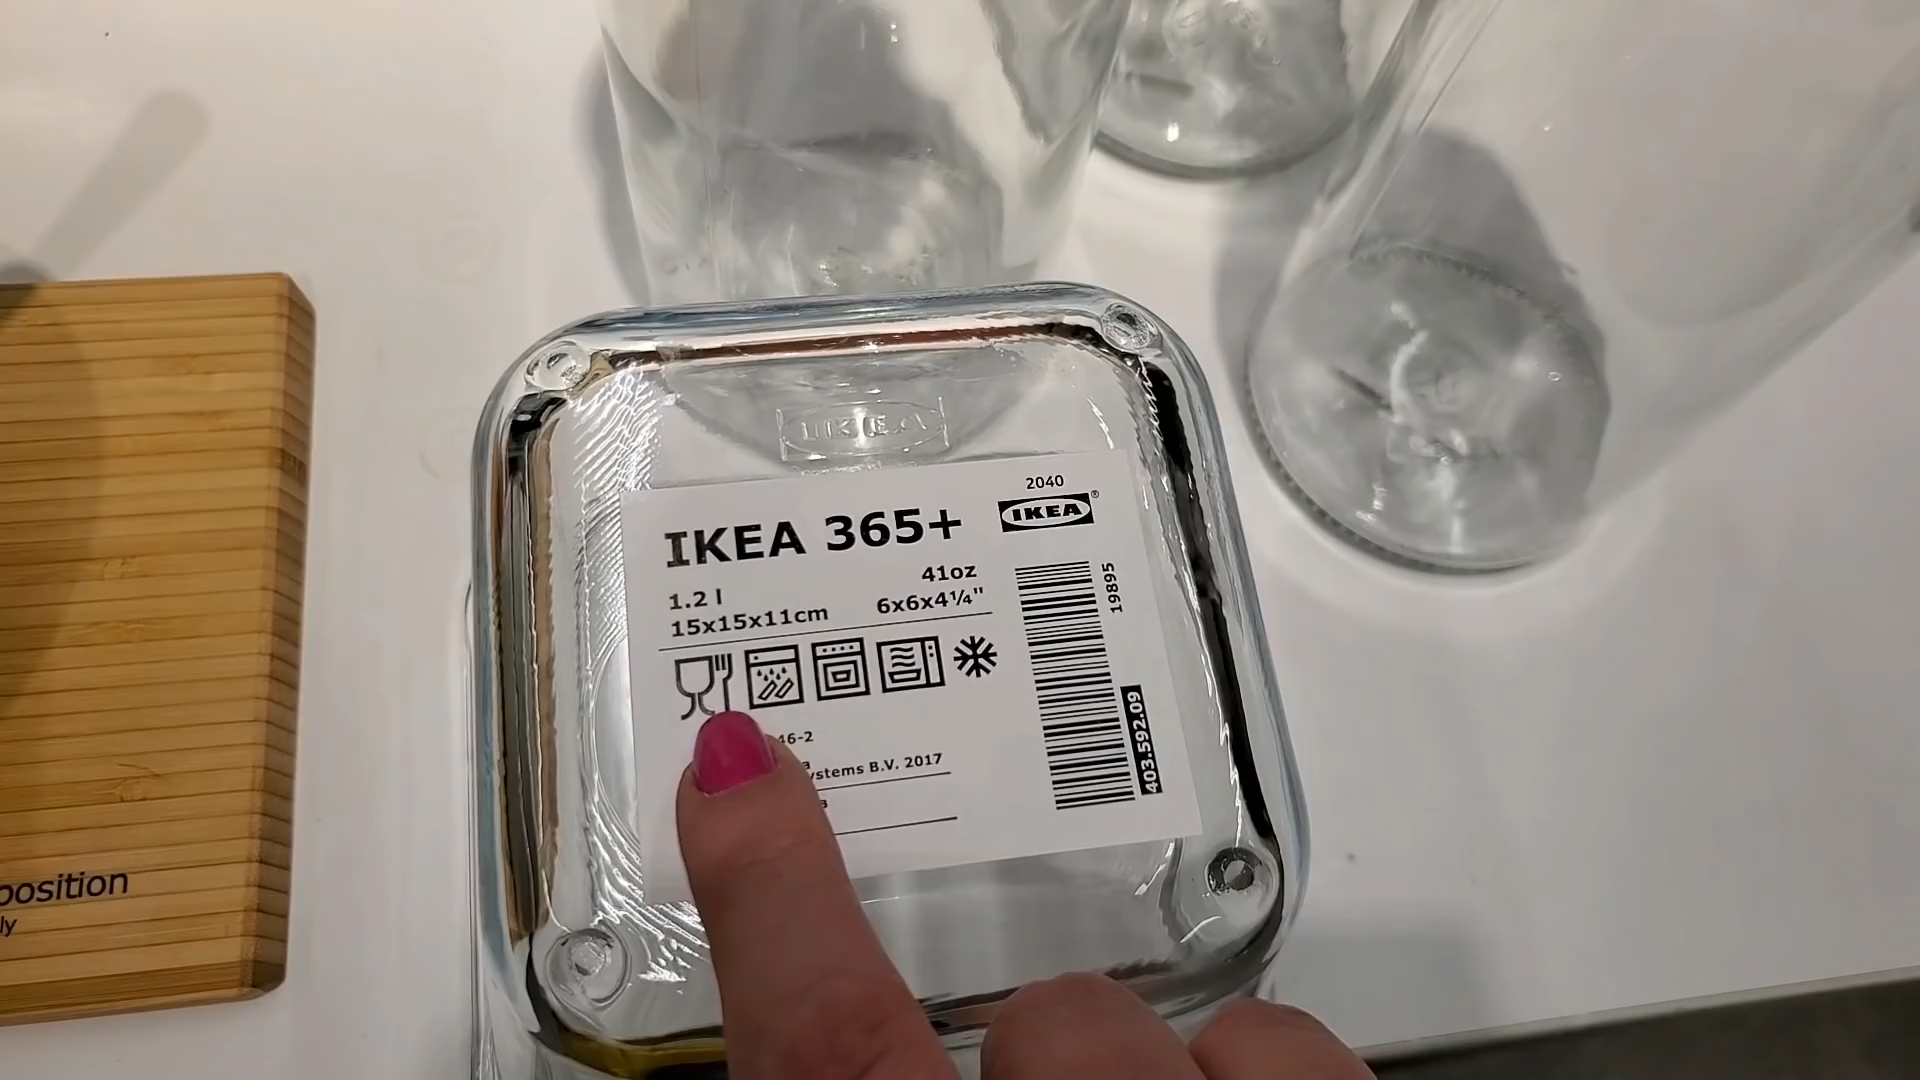 IKEA
2040
IKEA®
IKEA 365+
1.2 l
41oz
15x15x11cm
6x6x4¼"
19895
46-2
a
ystems B.V. 2017
403.592.09
position
ly